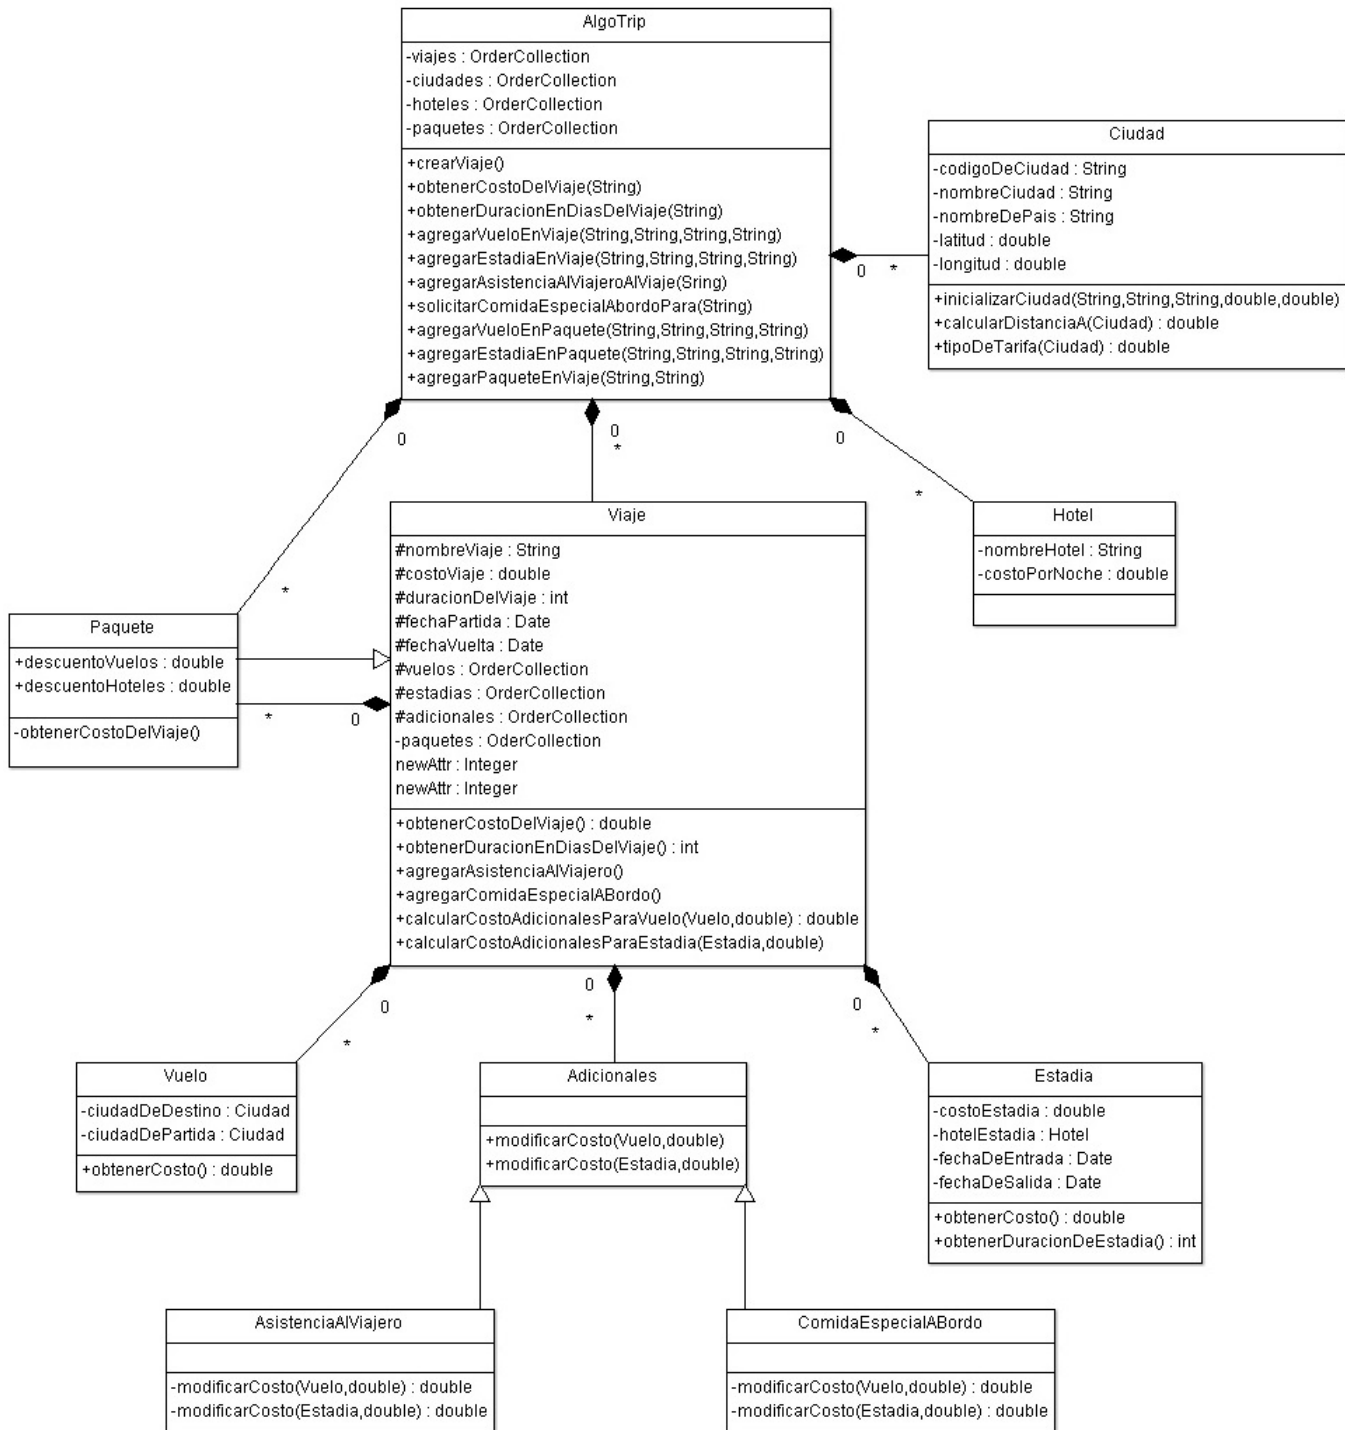 AlgoTrip
-viajes : OrderCollection
-ciudades : OrderCollection
-hoteles : OrderCollection
-paquetes : OrderCollection
+crearViaje()
+obtenerCostoDelViaje(String)
+obtenerDuracionEnDiasDelViaje(String)
+agregarVueloEnViaje(String,String,String,String)
+agregarEstadiaEnViaje(String,String,String,String)
+agregarAsistenciaAlViajeroAlViaje(Sring)
+solicitarComidaEspecialAbordoPara(String)
+agregarVueloEnPaquete(String,String,String,String)
+agregarEstadiaEnPaquete(String,String,String,String)
+agregarPaqueteEnViaje(String,String)
Ciudad
-codigoDeCiudad : String
-nombreCiudad : String
-nombreDePais : String
-latitud : double
-longitud : double
+inicializarCiudad(String,String,String,double,double)
+calcularDistanciaA(Ciudad) : double
+tipoDeTarifa(Ciudad) : double
0
*
0
*
0
*
0
*
Hotel
-nombreHotel : String
-costoPorNoche : double
Paquete
+descuentoVuelos : double
+descuentoHoteles : double
-obtenerCostoDelViaje()
*
0
Viaje
#nombreViaje : String
#costoViaje : double
#duracionDelViaje : int
#fechaPartida : Date
#fechaVuelta : Date
#vuelos : OrderCollection
#estadias : OrderCollection
#adicionales : OrderCollection
-paquetes : OderCollection
newAttr : Integer
newAttr : Integer
+obtenerCostoDelViaje() : double
+obtenerDuracionEnDiasDelViaje() : int
+agregarAsistenciaAlViajero()
+agregarComidaEspecialABordo()
+calcularCostoAdicionalesParaVuelo(Vuelo,double) : double
+calcularCostoAdicionalesParaEstadia(Estadia,double)
0
*
0
*
0
*
Vuelo
-ciudadDeDestino : Ciudad
-ciudadDePartida : Ciudad
+obtenerCosto() : double
Adicionales
+modificarCosto(Vuelo,double)
+modificarCosto(Estadia,double)
Estadia
-costoEstadia : double
-hotelEstadia : Hotel
-fechaDeEntrada : Date
-fechaDeSalida : Date
+obtenerCosto() : double
+obtenerDuracionDeEstadia() : int
AsistenciaAlViajero
-modificarCosto(Vuelo,double) : double
-modificarCosto(Estadia,double) : double
ComidaEspecialABordo
-modificarCosto(Vuelo,double) : double
-modificarCosto(Estadia,double) : double